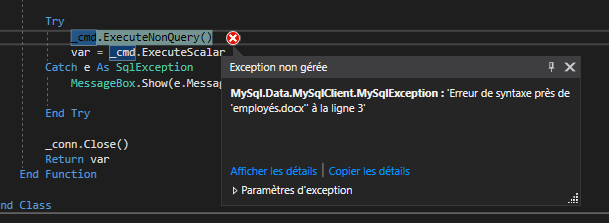 Try
_cmd.ExecuteNonQuery()
var = _cmd.ExecuteScalar
Catch e As SqlException
MessageBox.Show(e.Messa
End Try
_conn.Close()
Return var
End Function
nd Class
Exception non gérée
MySql.Data.MySqlClient.MySqlException : 'Erreur de syntaxe près de
'employés.docx'' à la ligne 3'
Afficher les détails | Copier les détails
Paramètres d'exception